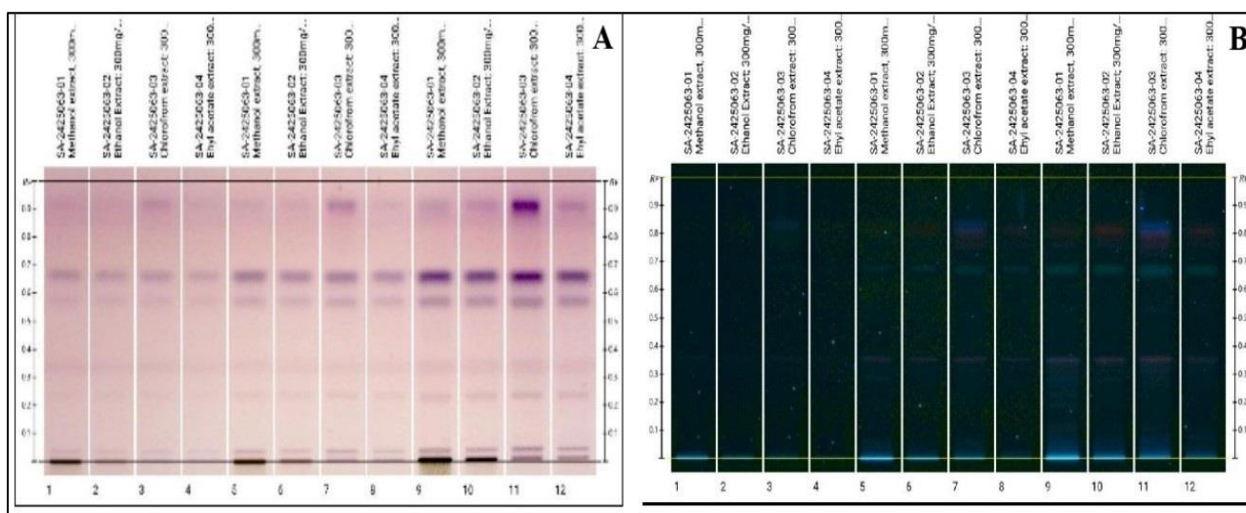 SA-2425063-01
Methanol extract, 300m...
SA-2425063-02
Ethanol Extract; 300mg/...
SA-2425063-03
Chlorofrom extract: 300...
SA-2425063-04
Ehyl acetate extract: 300...
SA-2425063-01
Methanol extract, 300m...
SA-2425063-02
Ethanol Extract; 300mg/...
SA-2425063-03
Chlorofrom extract: 300...
SA-2425063-04
Ehyl acetate extract: 300...
SA-2425063-01
Methanol extract, 300m...
SA-2425063-02
Ethanol Extract; 300mg/...
SA-2425063-03
Chlorofrom extract: 300...
SA-2425063-04
Ehyl acetate extract: 300...
A
0.9
0.8
0.7
0.6
0.5
0.4
0.3
0.2
0.1
1 2 3 4 5 6 7 8 9 10 11 12
SA-2425063-01
Methanol extract, 300m...
SA-2425063-02
Ethanol Extract; 300mg/...
SA-2425063-03
Chlorofrom extract: 300...
SA-2425063-04
Ehyl acetate extract: 300...
SA-2425063-01
Methanol extract, 300m...
SA-2425063-02
Ethanol Extract; 300mg/...
SA-2425063-03
Chlorofrom extract: 300...
SA-2425063-04
Ehyl acetate extract: 300...
SA-2425063-01
Methanol extract, 300m...
SA-2425063-02
Ethanol Extract; 300mg/...
SA-2425063-03
Chlorofrom extract: 300...
SA-2425063-04
Ehyl acetate extract: 300...
B
0.9
0.8
0.7
0.6
0.5
0.4
0.3
0.2
0.1
1 2 3 4 5 6 7 8 9 10 11 12